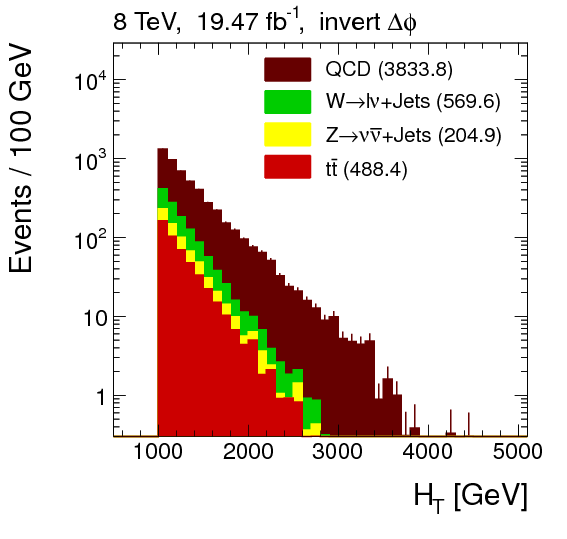 8 TeV, 19.47 fb⁻¹, invert Δϕ
Events / 100 GeV
QCD (3833.8)
W→lν+Jets (569.6)
Z→νν̅+Jets (204.9)
tt̅ (488.4)
10⁴
10³
10²
10
1
1000 2000 3000 4000 5000
H_T [GeV]